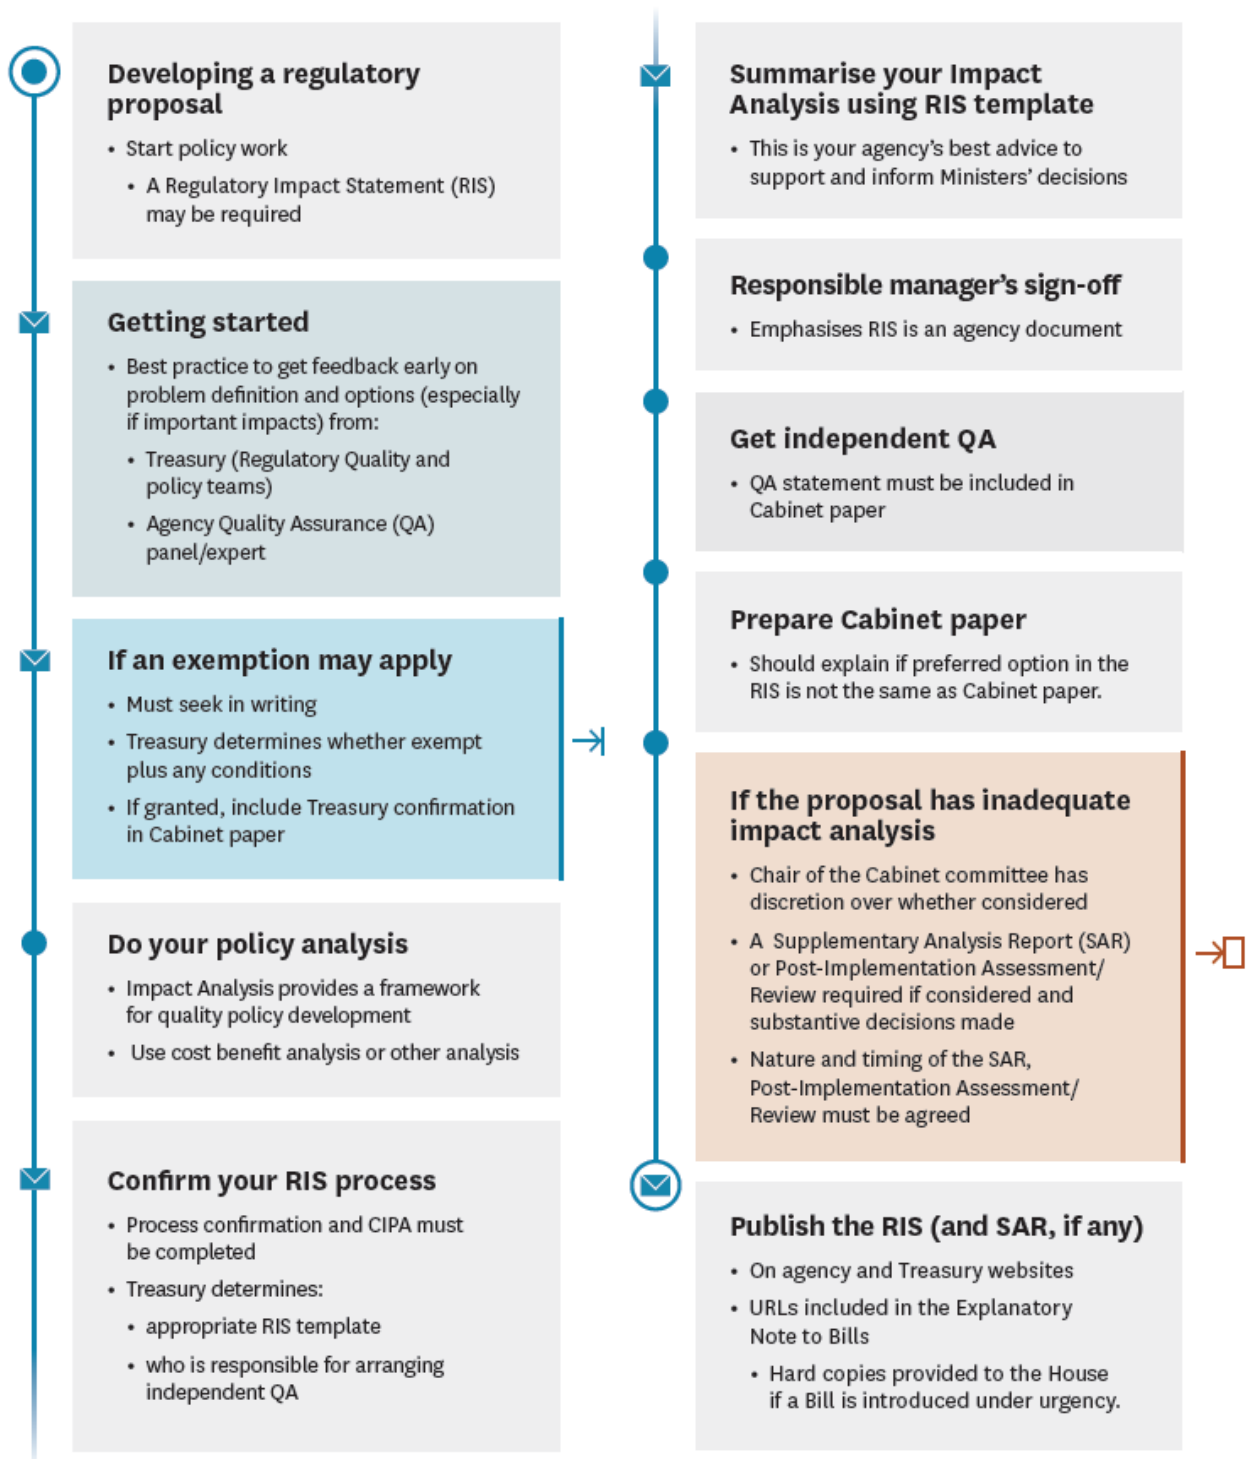 Developing a regulatory
proposal
• Start policy work
• A Regulatory Impact Statement (RIS)
may be required
Getting started
• Best practice to get feedback early on
problem definition and options (especially
if important impacts) from:
• Treasury (Regulatory Quality and
policy teams)
• Agency Quality Assurance (QA)
panel/expert
If an exemption may apply
• Must seek in writing
• Treasury determines whether exempt
plus any conditions
• If granted, include Treasury confirmation
in Cabinet paper
Do your policy analysis
• Impact Analysis provides a framework
for quality policy development
• Use cost benefit analysis or other analysis
Confirm your RIS process
• Process confirmation and CIPA must
be completed
• Treasury determines:
• appropriate RIS template
• who is responsible for arranging
independent QA
Summarise your Impact
Analysis using RIS template
• This is your agency's best advice to
support and inform Ministers' decisions
Responsible manager's sign-off
• Emphasises RIS is an agency document
Get independent QA
• QA statement must be included in
Cabinet paper
Prepare Cabinet paper
• Should explain if preferred option in the
RIS is not the same as Cabinet paper.
If the proposal has inadequate
impact analysis
• Chair of the Cabinet committee has
discretion over whether considered
• A Supplementary Analysis Report (SAR)
or Post-Implementation Assessment/
Review required if considered and
substantive decisions made
• Nature and timing of the SAR,
Post-Implementation Assessment/
Review must be agreed
Publish the RIS (and SAR, if any)
• On agency and Treasury websites
• URLs included in the Explanatory
Note to Bills
• Hard copies provided to the House
if a Bill is introduced under urgency.